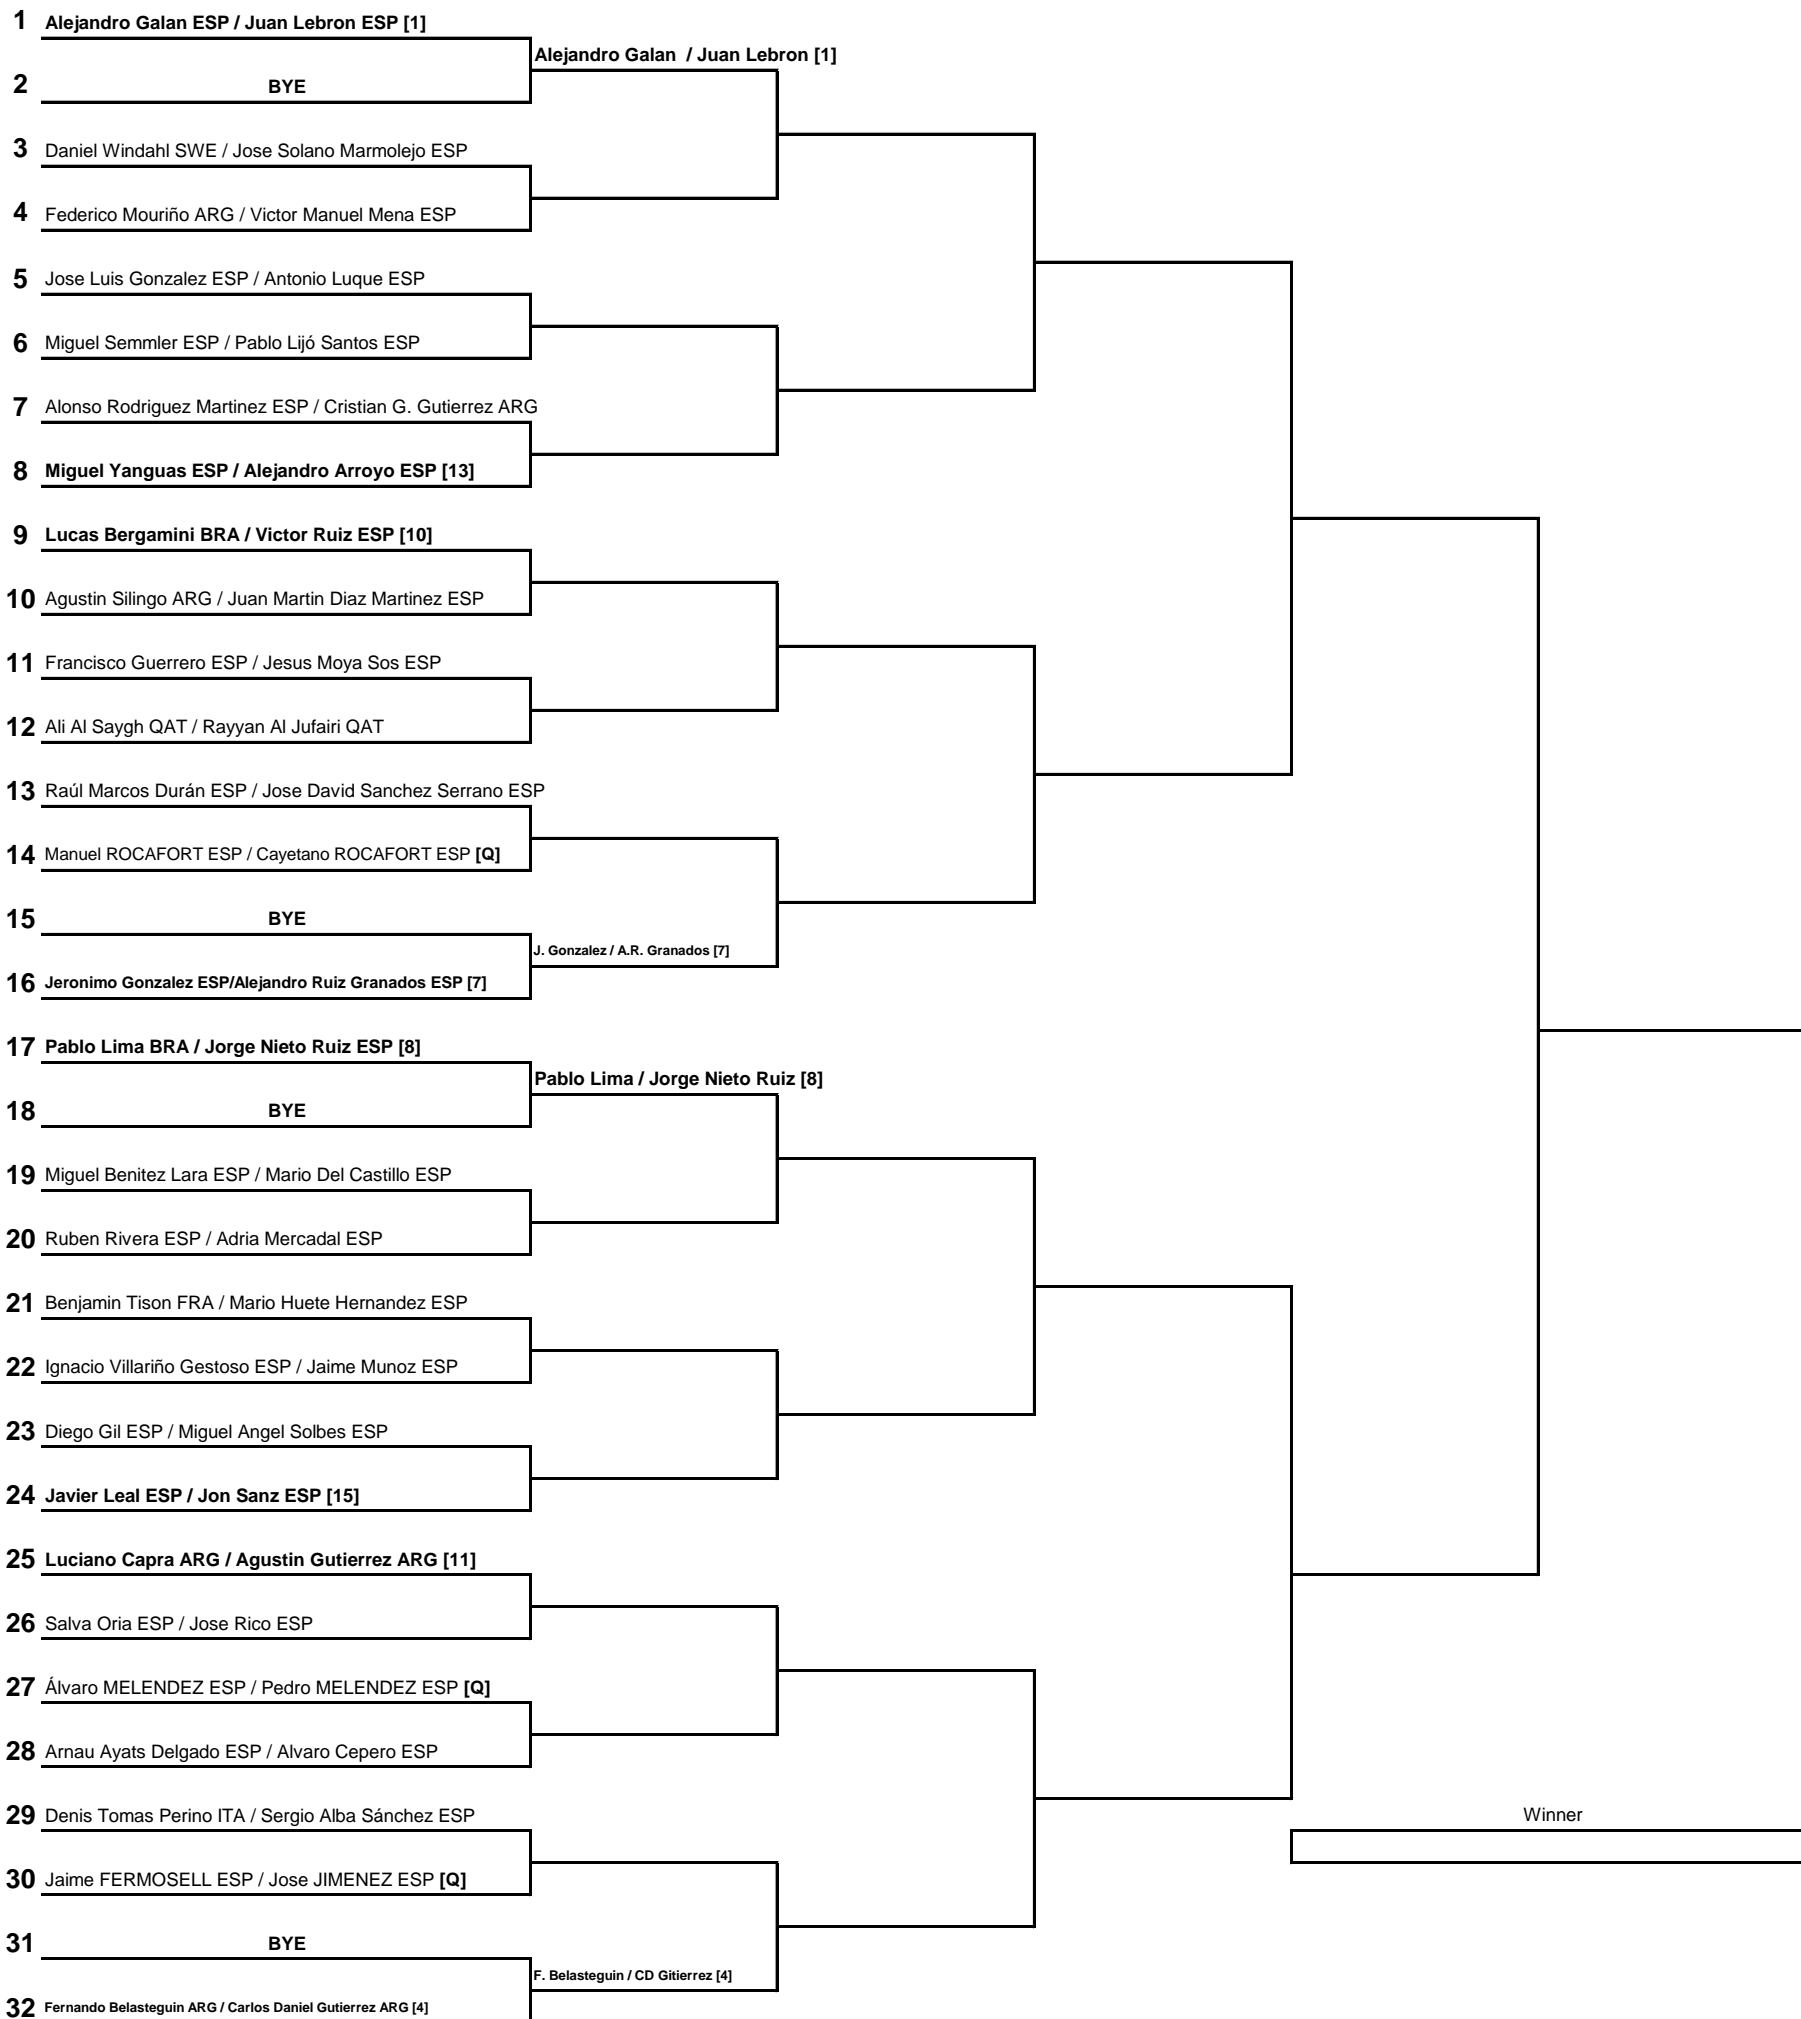 1 Alejandro Galan ESP / Juan Lebron ESP [1]
Alejandro Galan / Juan Lebron [1]
2 BYE
3 Daniel Windahl SWE / Jose Solano Marmolejo ESP
4 Federico Mouriño ARG / Victor Manuel Mena ESP
5 Jose Luis Gonzalez ESP / Antonio Luque ESP
6 Miguel Semmler ESP / Pablo Lijó Santos ESP
7 Alonso Rodriguez Martinez ESP / Cristian G. Gutierrez ARG
8 Miguel Yanguas ESP / Alejandro Arroyo ESP [13]
9 Lucas Bergamini BRA / Victor Ruiz ESP [10]
10 Agustin Silingo ARG / Juan Martin Diaz Martinez ESP
11 Francisco Guerrero ESP / Jesus Moya Sos ESP
12 Ali Al Saygh QAT / Rayyan Al Jufairi QAT
13 Raúl Marcos Durán ESP / Jose David Sanchez Serrano ESP
14 Manuel ROCAFORT ESP / Cayetano ROCAFORT ESP [Q]
15 BYE
J. Gonzalez / A.R. Granados [7]
16 Jeronimo Gonzalez ESP/Alejandro Ruiz Granados ESP [7]
17 Pablo Lima BRA / Jorge Nieto Ruiz ESP [8]
Pablo Lima / Jorge Nieto Ruiz [8]
18 BYE
19 Miguel Benitez Lara ESP / Mario Del Castillo ESP
20 Ruben Rivera ESP / Adria Mercadal ESP
21 Benjamin Tison FRA / Mario Huete Hernandez ESP
22 Ignacio Villariño Gestoso ESP / Jaime Munoz ESP
23 Diego Gil ESP / Miguel Angel Solbes ESP
24 Javier Leal ESP / Jon Sanz ESP [15]
25 Luciano Capra ARG / Agustin Gutierrez ARG [11]
26 Salva Oria ESP / Jose Rico ESP
27 Álvaro MELENDEZ ESP / Pedro MELENDEZ ESP [Q]
28 Arnau Ayats Delgado ESP / Alvaro Cepero ESP
29 Denis Tomas Perino ITA / Sergio Alba Sánchez ESP
Winner
30 Jaime FERMOSELL ESP / Jose JIMENEZ ESP [Q]
31 BYE
F. Belasteguin / CD Gitierrez [4]
32 Fernando Belasteguin ARG / Carlos Daniel Gutierrez ARG [4]